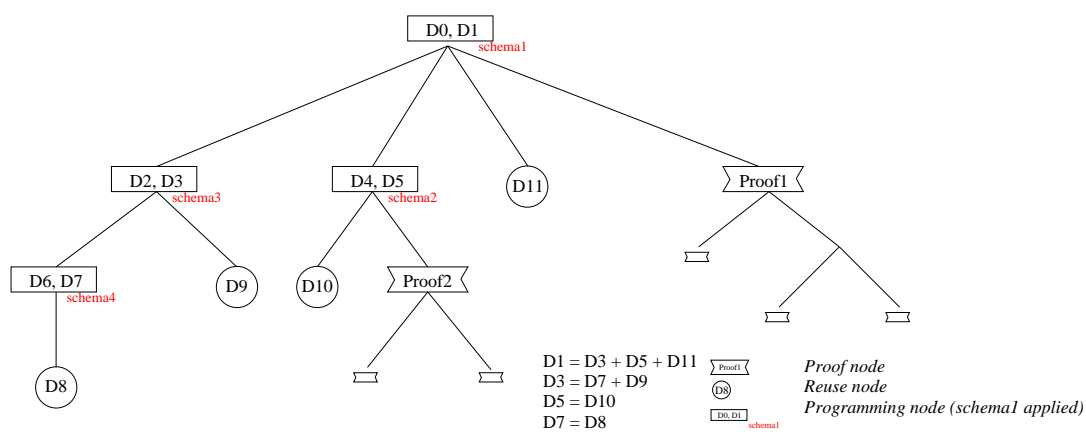 D0, D1
schema1
D2, D3
schema3
D4, D5
schema2
D11
Proof1
D6, D7
schema4
D9
D10
Proof2
D8
D1 = D3 + D5 + D11
D3 = D7 + D9
D5 = D10
D7 = D8
Proof1
Proof node
D8
Reuse node
D0, D1
schema1
Programming node (schema1 applied)